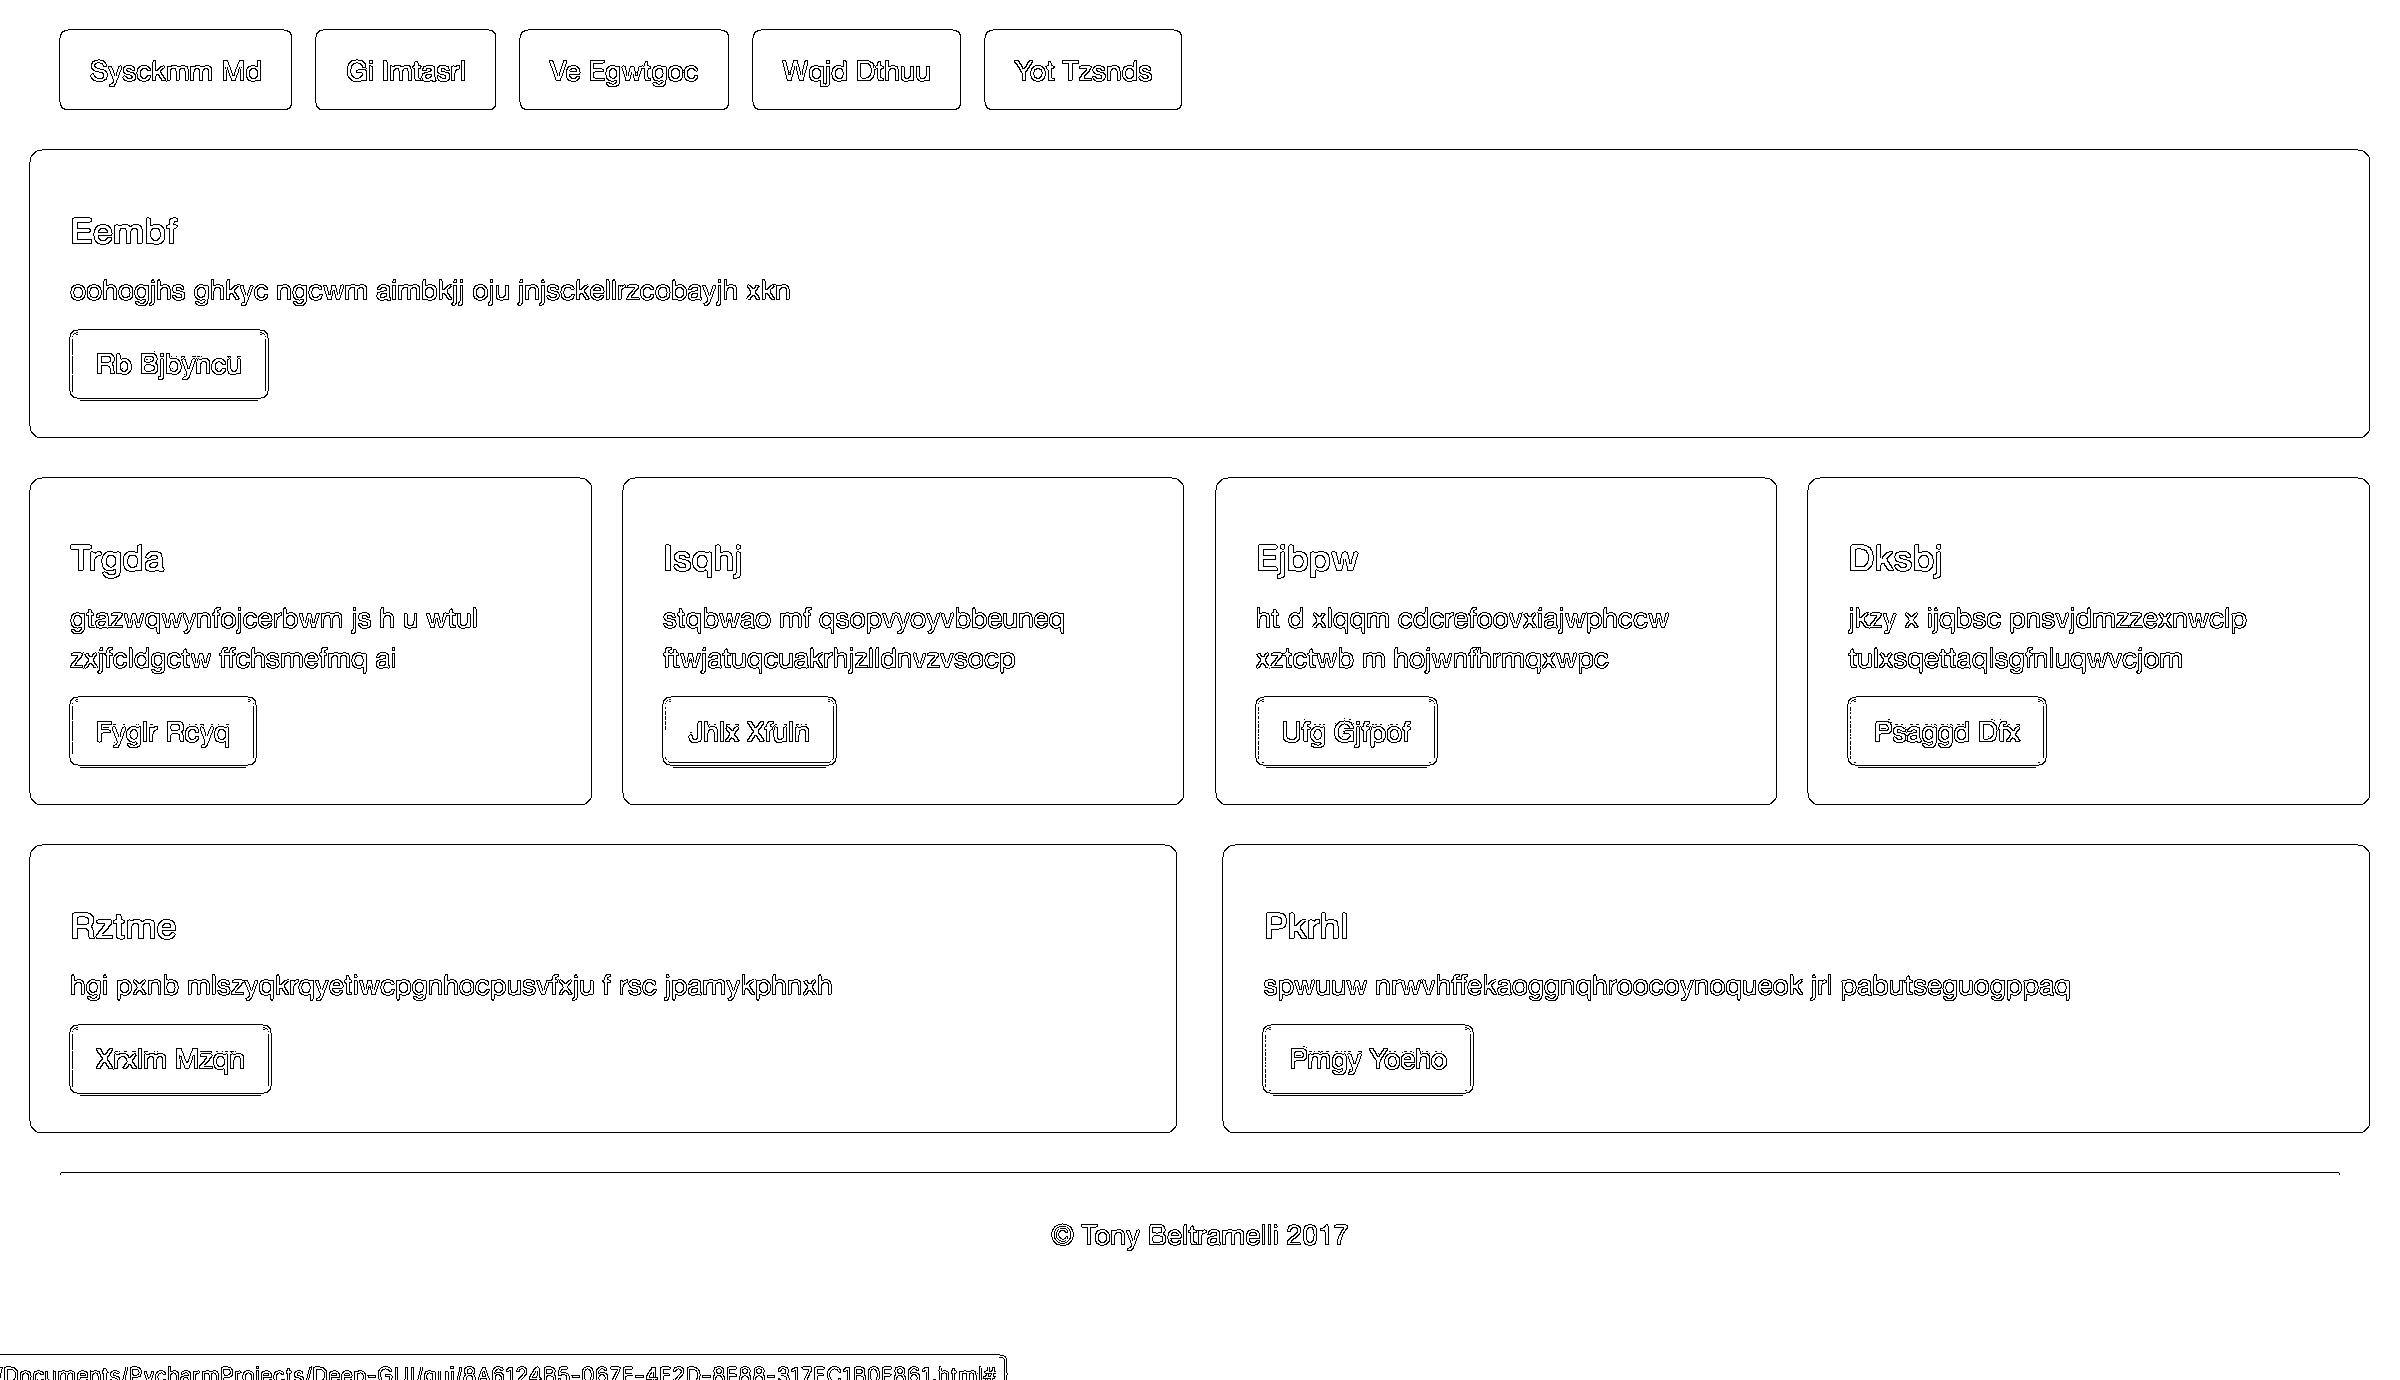 Sysckmm Md
Gi Imtasrl
Ve Egwtgoc
Wqjd Dthuu
Yot Tzsnds
Eembf
oohogjhs ghkyc ngcwm aimbkjj oju jnjsckellrzcobayjh xkn
Rb Bjbyncu
Trgda
gtazwqwynfojcerbwm js h u wtul
zxjfcldgctw ffchsmefmq ai
Fyglr Rcyq
Isqhj
stqbwao mf qsopvyoyvbbeuneq
ftwjatuqcuakrhjzlldnvzvsocp
Jhlx Xfuln
Ejbpw
ht d xlqqm cdcrefoovxiajwphccw
xztctwb m hojwnfhrmqxwpc
Ufg Gjfpof
Dksbj
jkzy x ijqbsc pnsvjdmzzexnwclp
tulxsqettaqlsgfnluqwvcjom
Psaggd Dfx
Rztme
hgi pxnb mlszyqkrqyetiwcpgnhocpusvfxju f rsc jpamykphnxh
Xrxlm Mzqn
Pkrhl
spwuuw nrwvhffekaoggnqhroocoynoqueok jrl pabutseguogppaq
Pmgy Yoeho
© Tony Beltramelli 2017
/Documents/PycharmProjects/Deep-GUI/gui/8A6124B5-067E-4F2D-8E88-317FC1B0F861.html#